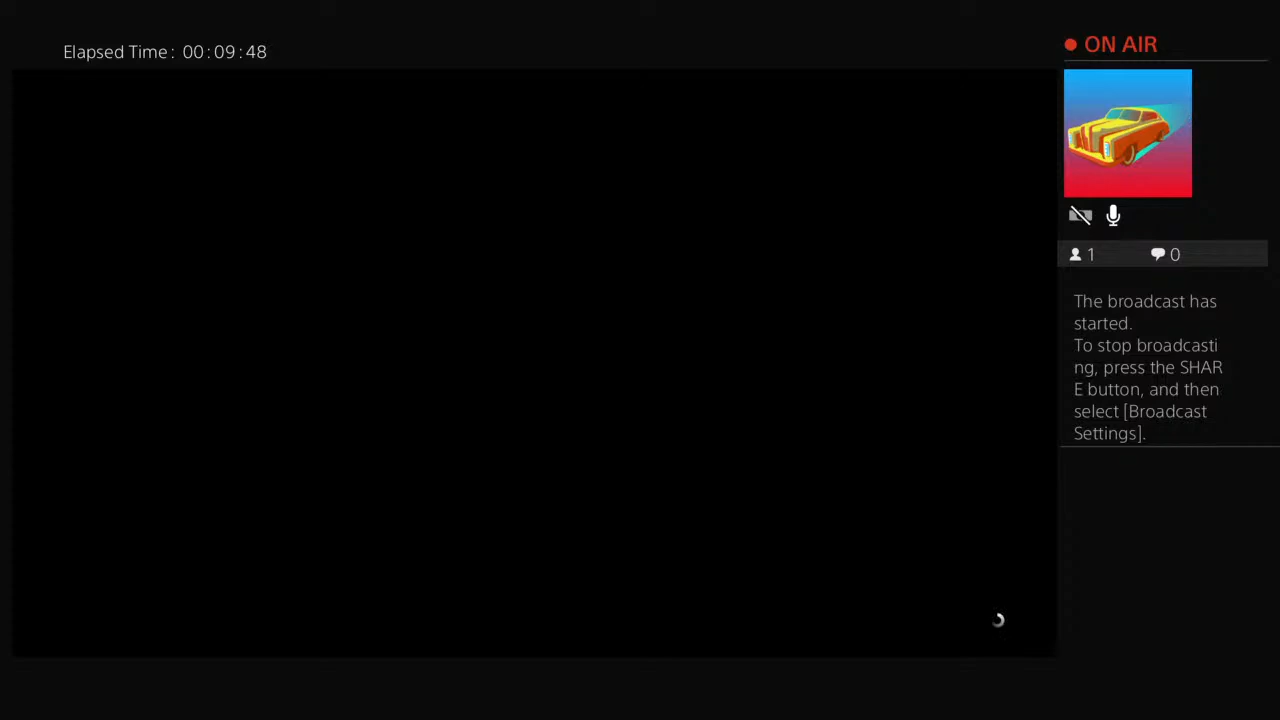 Elapsed Time: 00:09:48
ON AIR
1 0
The broadcast has
started.
To stop broadcasti
ng, press the SHAR
E button, and then
select [Broadcast
Settings].